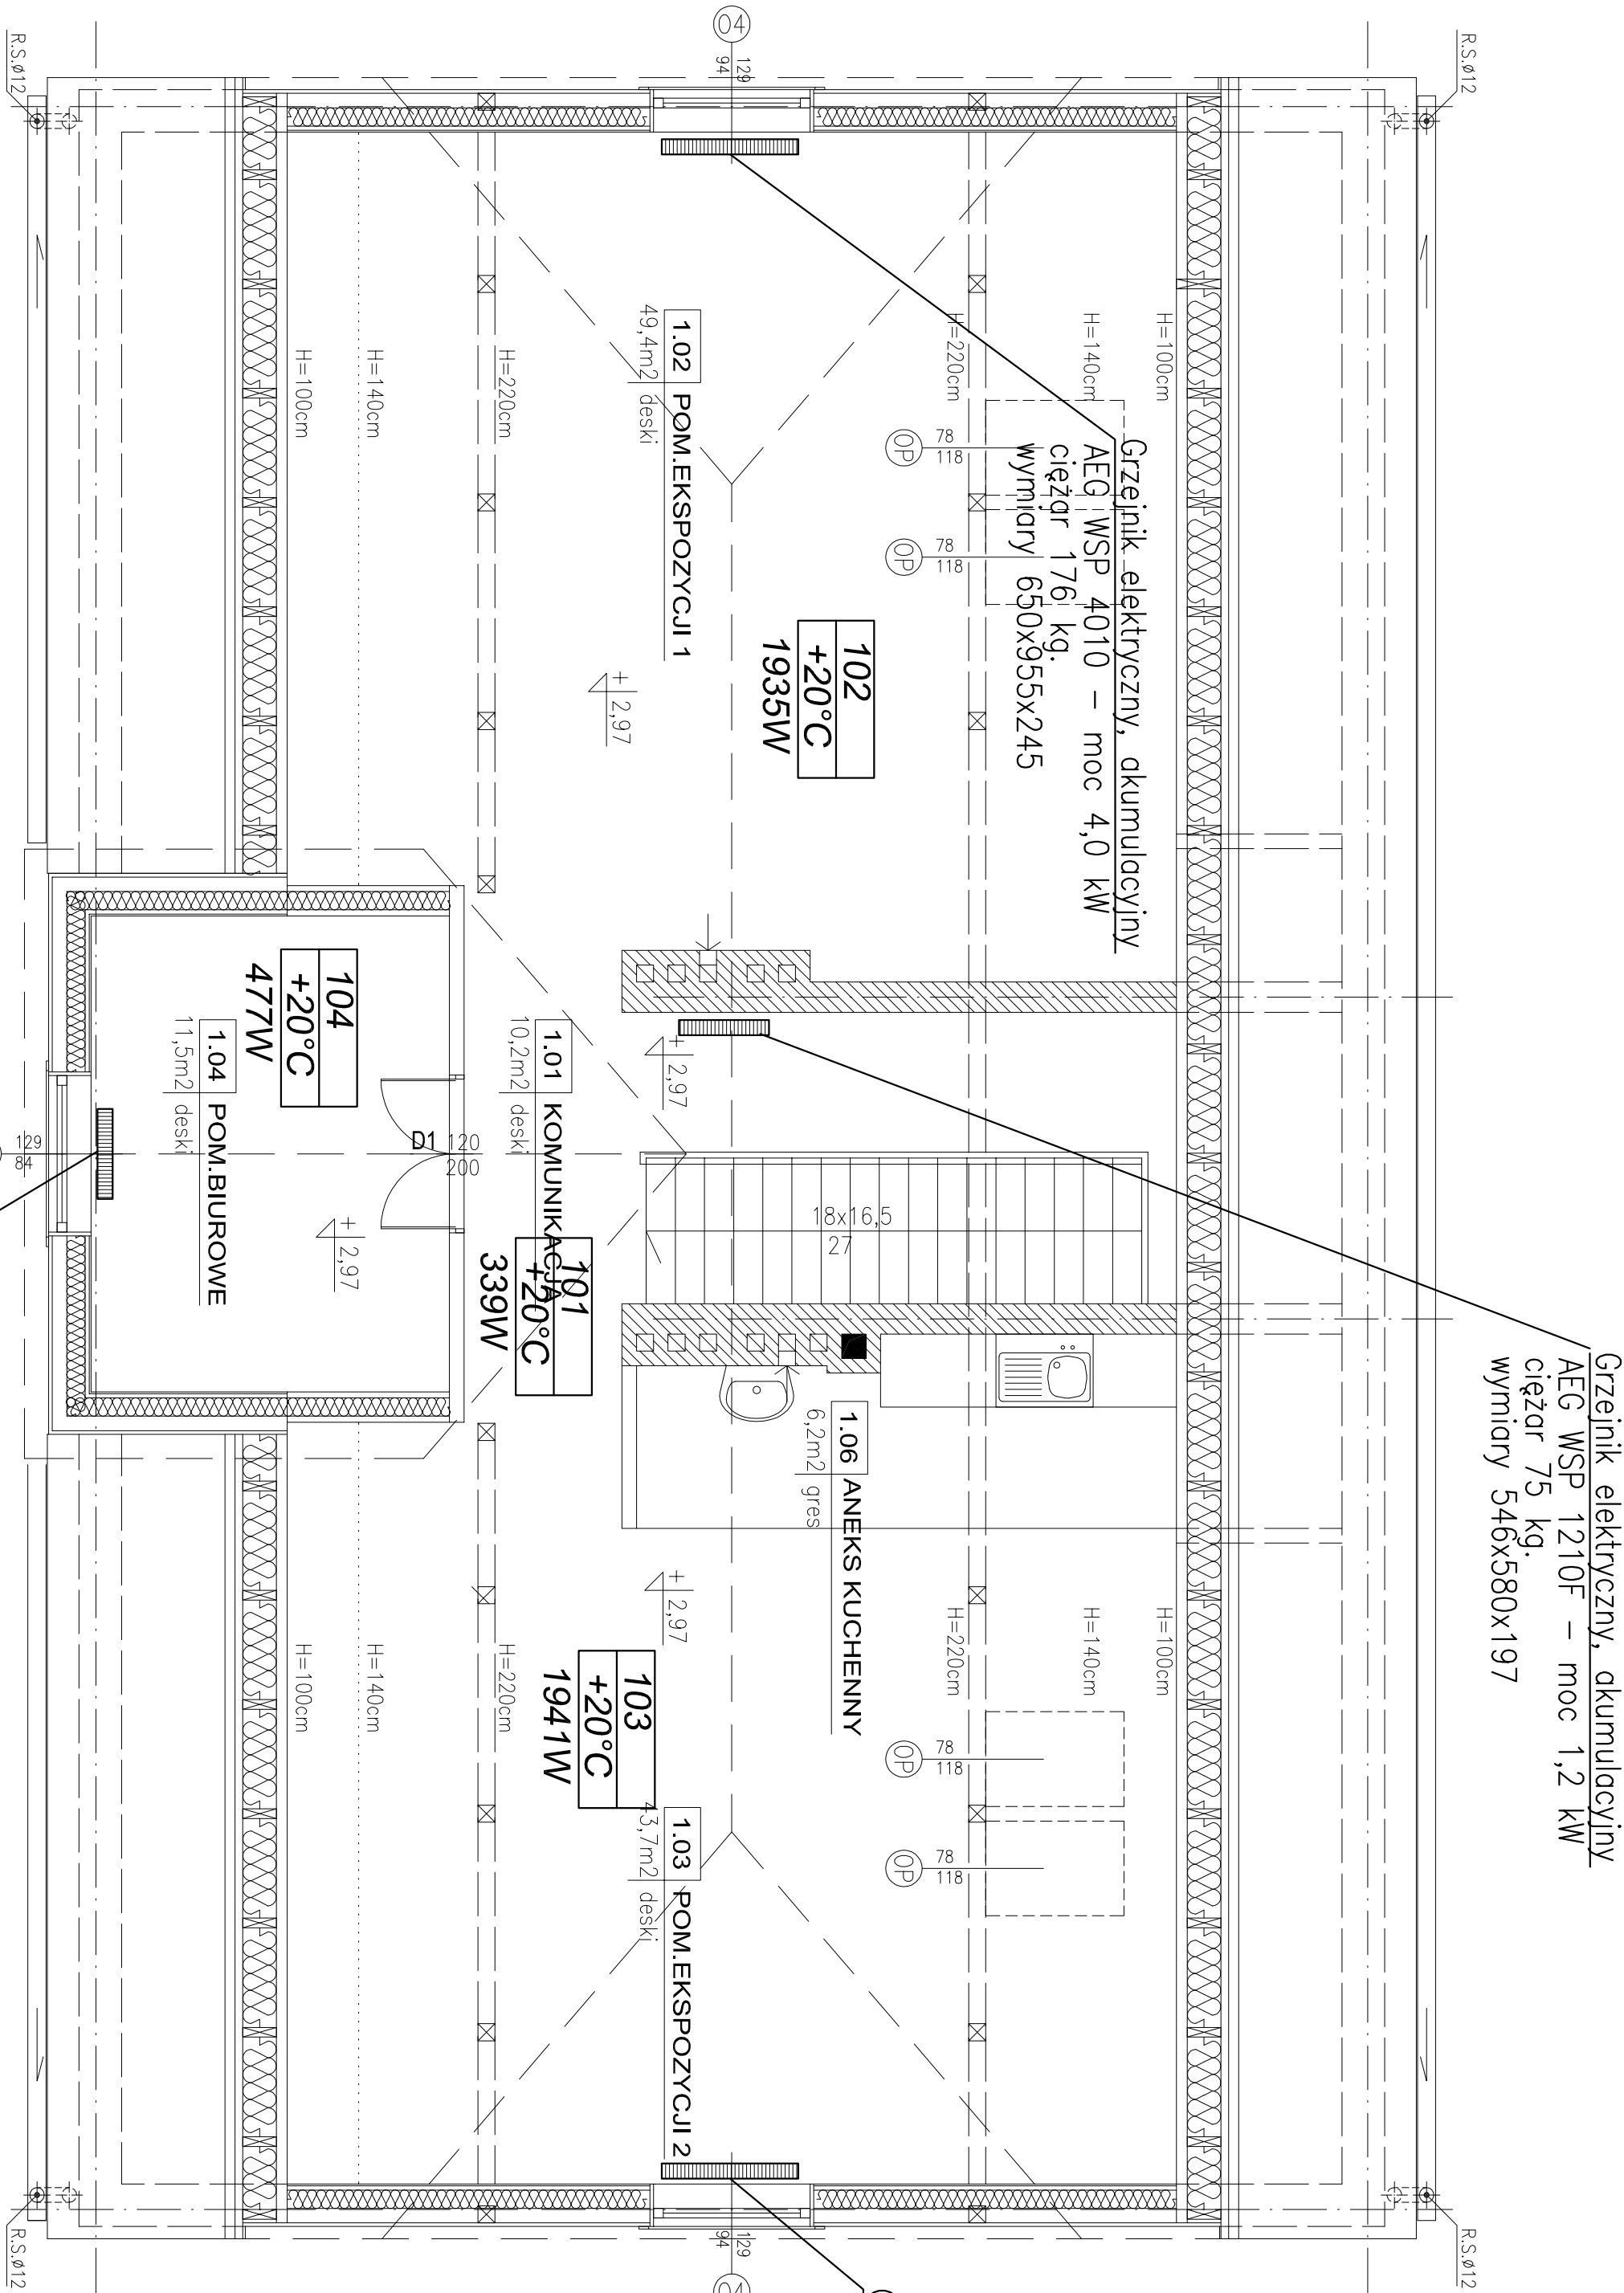 Grzejnik elektryczny, akumulacyjny
AEG WSP 1210F – moc 1,2 kW
ciężar 75 kg.
wymiary 546x580x197
R.S.ø12
R.S.ø12
Grzejnik elektryczny, akumulacyjny
AEG WSP 4010 – moc 4,0 kW
ciężar 176 kg.
wymiary 650x955x245
H=100cm
H=140cm
H=220cm
H=100cm
H=140cm
H=220cm
OP
78
118
OP
78
118
OP
78
118
OP
78
118
102
+20°C
1935W
18x16,5
27
1.06 ANEKS KUCHENNY
6,2m2 gres
O4
129
94
129
94
O4
1.02 POM.EKSPOZYCJI 1
49,4m2 deski
+ 2,97
+ 2,97
+ 2,97
103
+20°C
1941W
1.03 POM.EKSPOZYCJI 2
43,7m2 deski
1.01 KOMUNIKACJA
10,2m2 deski
101
+20°C
339W
H=220cm
H=140cm
H=100cm
H=220cm
H=140cm
H=100cm
D1
120
200
104
+20°C
477W
+ 2,97
1.04 POM.BIUROWE
11,5m2 deski
129
84
R.S.ø12
R.S.ø12